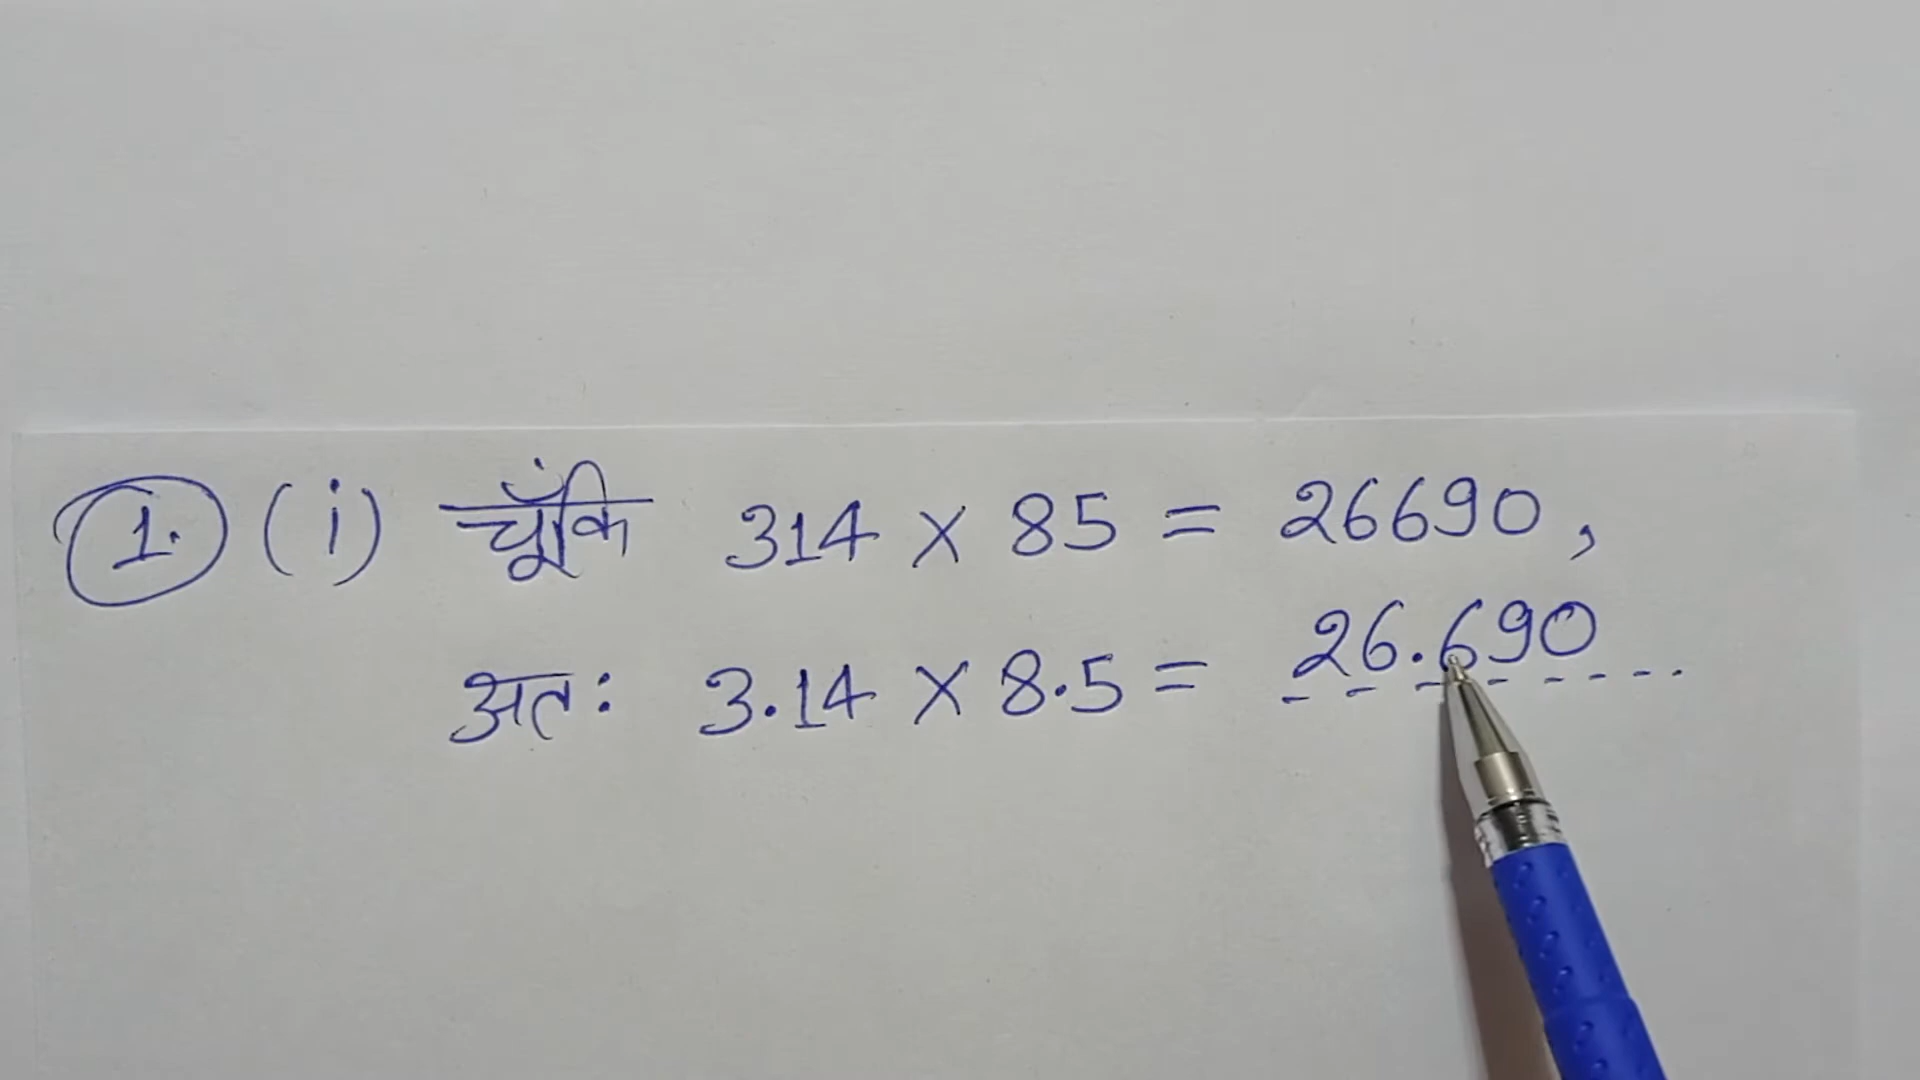 1. (i) चूँकि 314 × 85 = 26690,
अतः 3.14 × 8.5 = 26.690